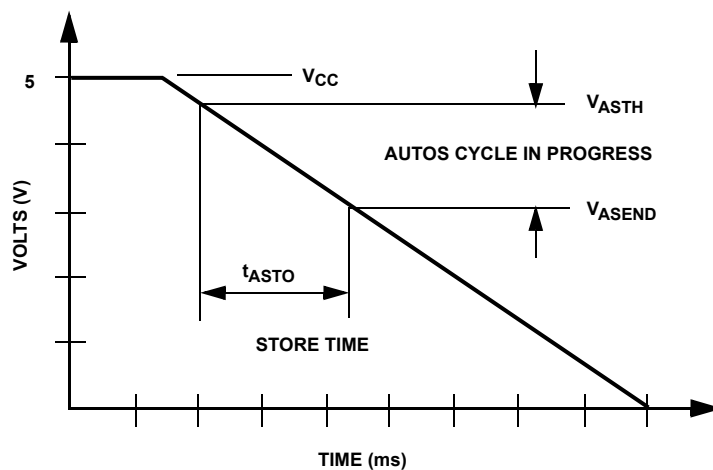 5
VCC
VASTH
AUTOS CYCLE IN PROGRESS
VASEND
VOLTS (V)
tASTO
STORE TIME
TIME (ms)